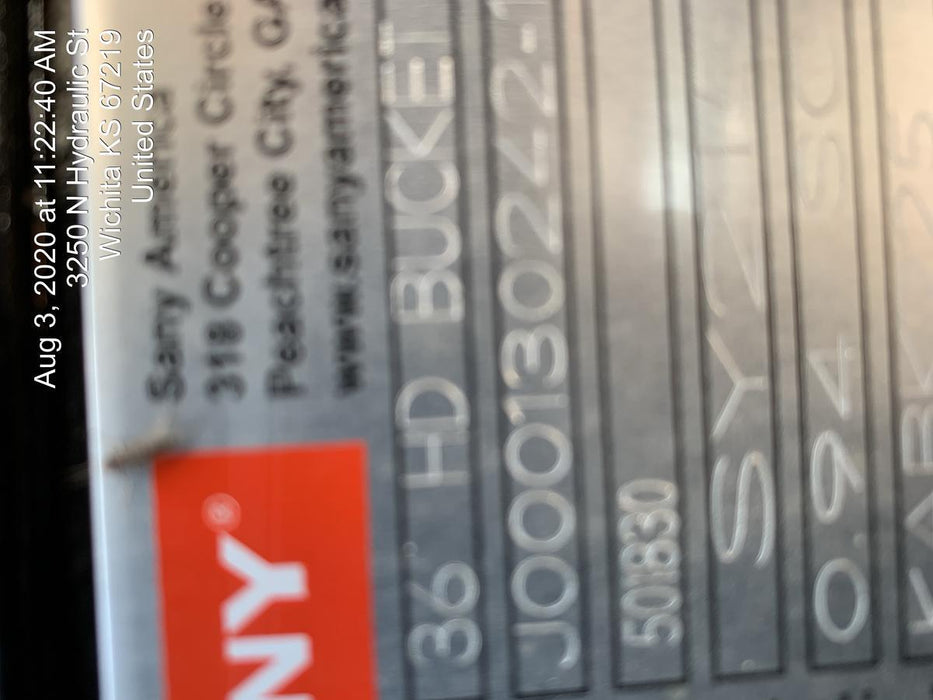 Aug 3, 2020 at 11:22:40 AM
3250 N Hydraulic St
Wichita KS 67219
United States
Sany America
318 Cooper Circle
Peachtree City, GA
www.sanyamerica
NY®
36" HD BUCKET
J00013022-1
501830
SY
0.94